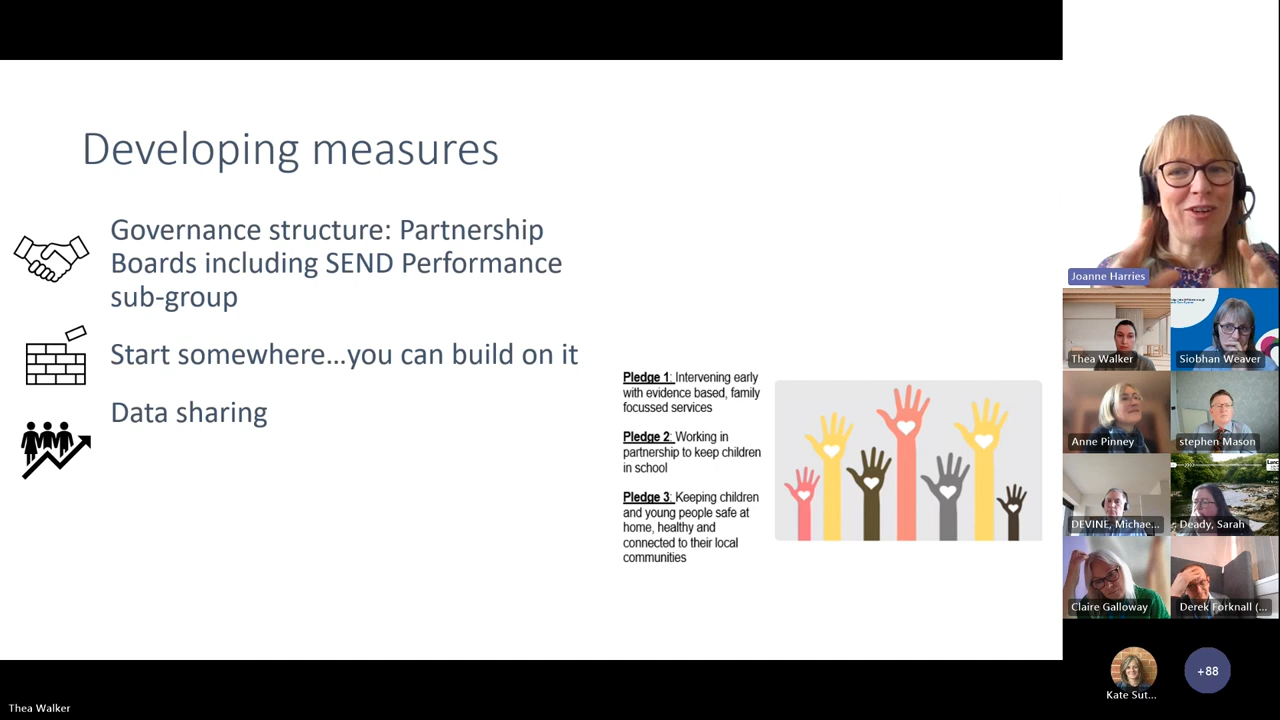 Developing measures
Governance structure: Partnership
Boards including SEND Performance
sub-group
Start somewhere...you can build on it
Data sharing
Pledge 1: Intervening early
with evidence based, family
focussed services
Pledge 2: Working in
partnership to keep children
in school
Pledge 3: Keeping children
and young people safe at
home, healthy and
connected to their local
communities
Joanne Harries
Thea Walker
Siobhan Weaver
Anne Pinney
stephen Mason
DEVINE, Michae...
Deady, Sarah
Claire Galloway
Derek Forknall (...
Kate Sut...
+88
Thea Walker